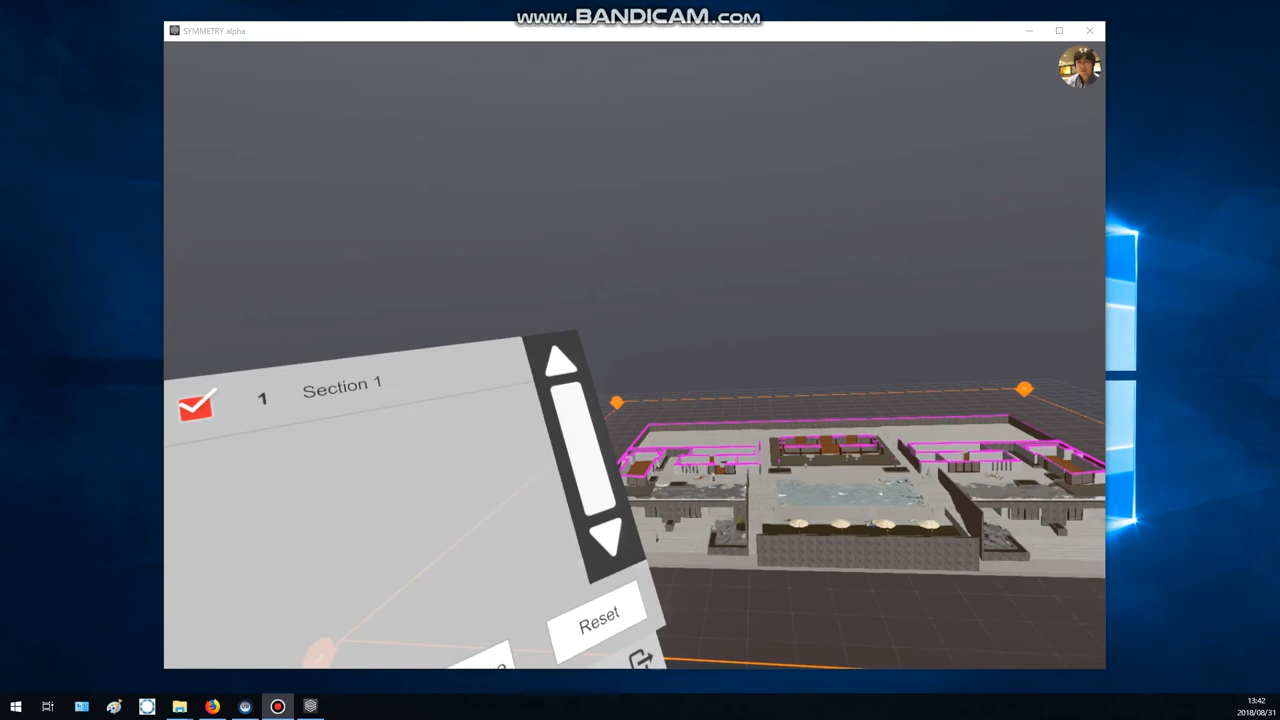 www.BANDICAM.com
SYMMETRY alpha
1 Section 1
Reset
13:42
2018/08/31